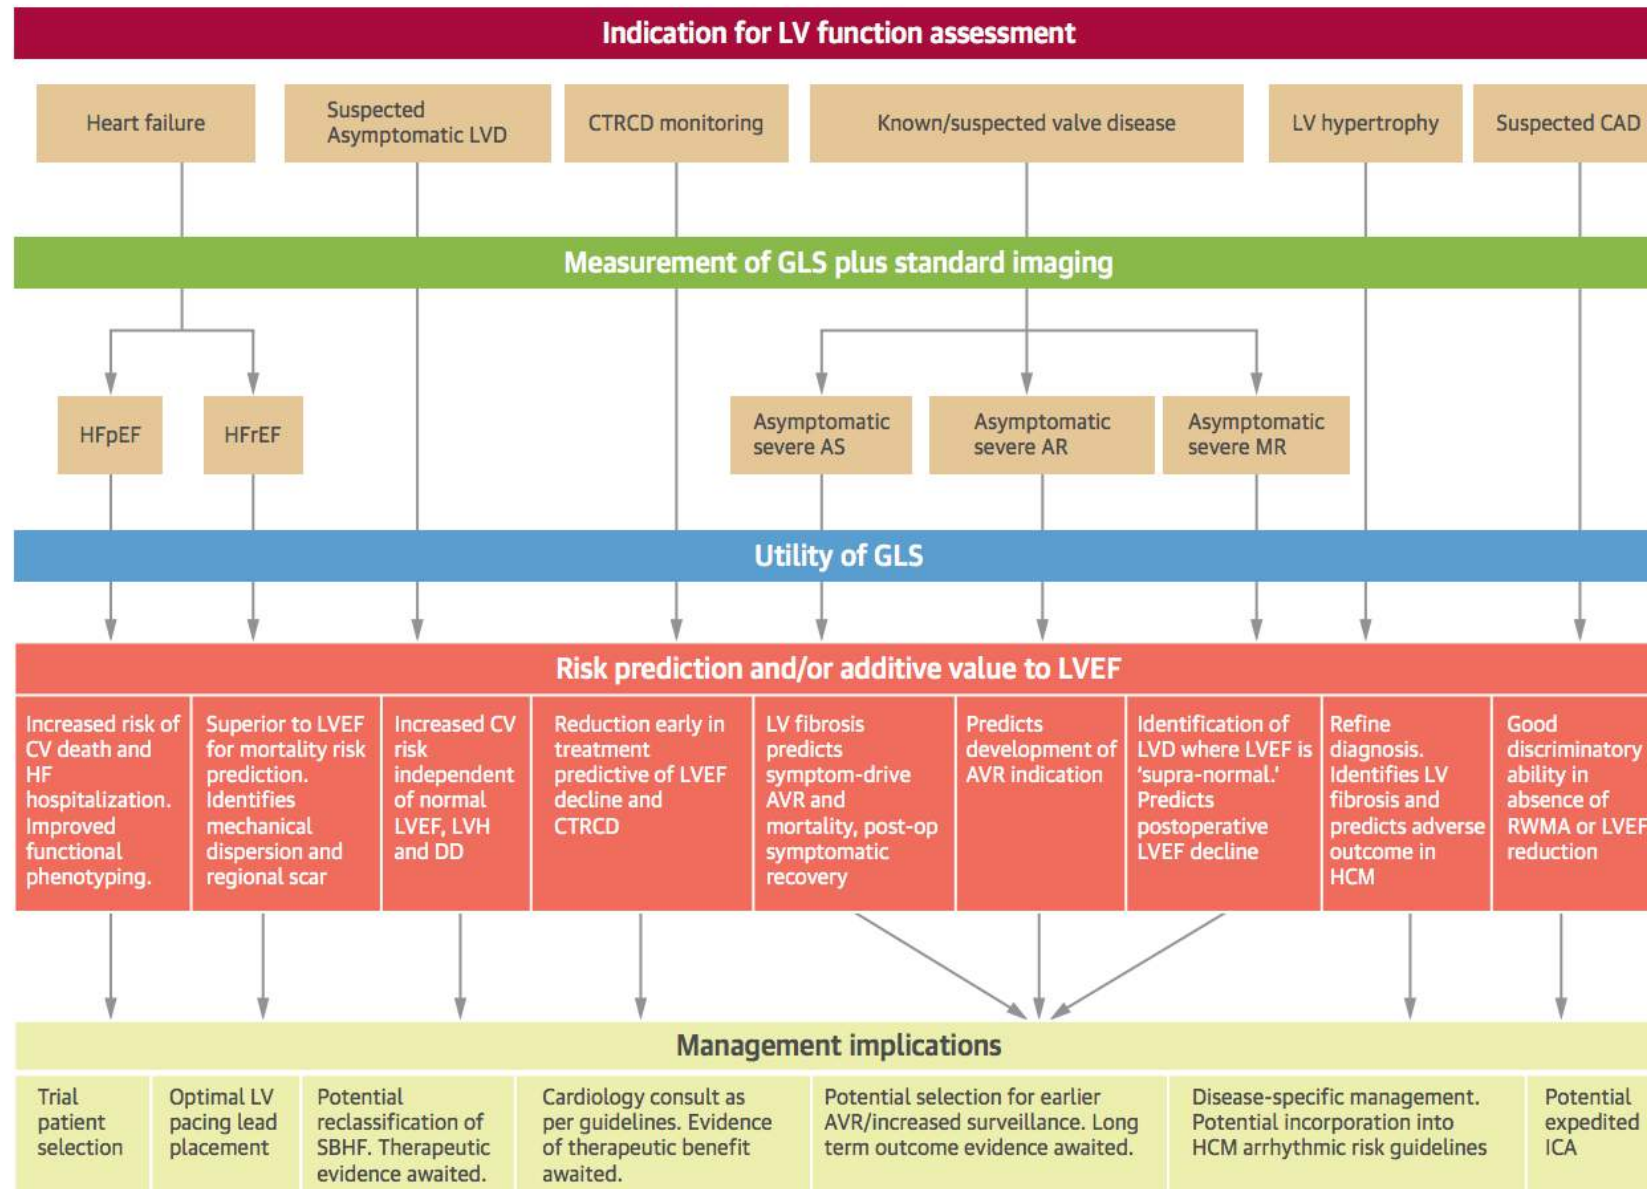 Indication for LV function assessment
Heart failure
Suspected
Asymptomatic LVD
CTRCD monitoring
Known/suspected valve disease
LV hypertrophy
Suspected CAD
Measurement of GLS plus standard imaging
HFpEF
HFrEF
Asymptomatic
severe AS
Asymptomatic
severe AR
Asymptomatic
severe MR
Utility of GLS
Risk prediction and/or additive value to LVEF
Increased risk of
CV death and
HF
hospitalization.
Improved
functional
phenotyping.
Superior to LVEF
for mortality risk
prediction.
Identifies
mechanical
dispersion and
regional scar
Increased CV
risk
independent
of normal
LVEF, LVH
and DD
Reduction early in
treatment
predictive of LVEF
decline and
CTRCD
LV fibrosis
predicts
symptom-drive
AVR and
mortality, post-op
symptomatic
recovery
Predicts
development of
AVR indication
Identification of
LVD where LVEF is
'supra-normal.'
Predicts
postoperative
LVEF decline
Refine
diagnosis.
Identifies LV
fibrosis and
predicts adverse
outcome in
HCM
Good
discriminatory
ability in
absence of
RWMA or LVEF
reduction
Management implications
Trial
patient
selection
Optimal LV
pacing lead
placement
Potential
reclassification of
SBHF. Therapeutic
evidence awaited.
Cardiology consult as
per guidelines. Evidence
of therapeutic benefit
awaited.
Potential selection for earlier
AVR/increased surveillance. Long
term outcome evidence awaited.
Disease-specific management.
Potential incorporation into
HCM arrhythmic risk guidelines
Potential
expedited
ICA